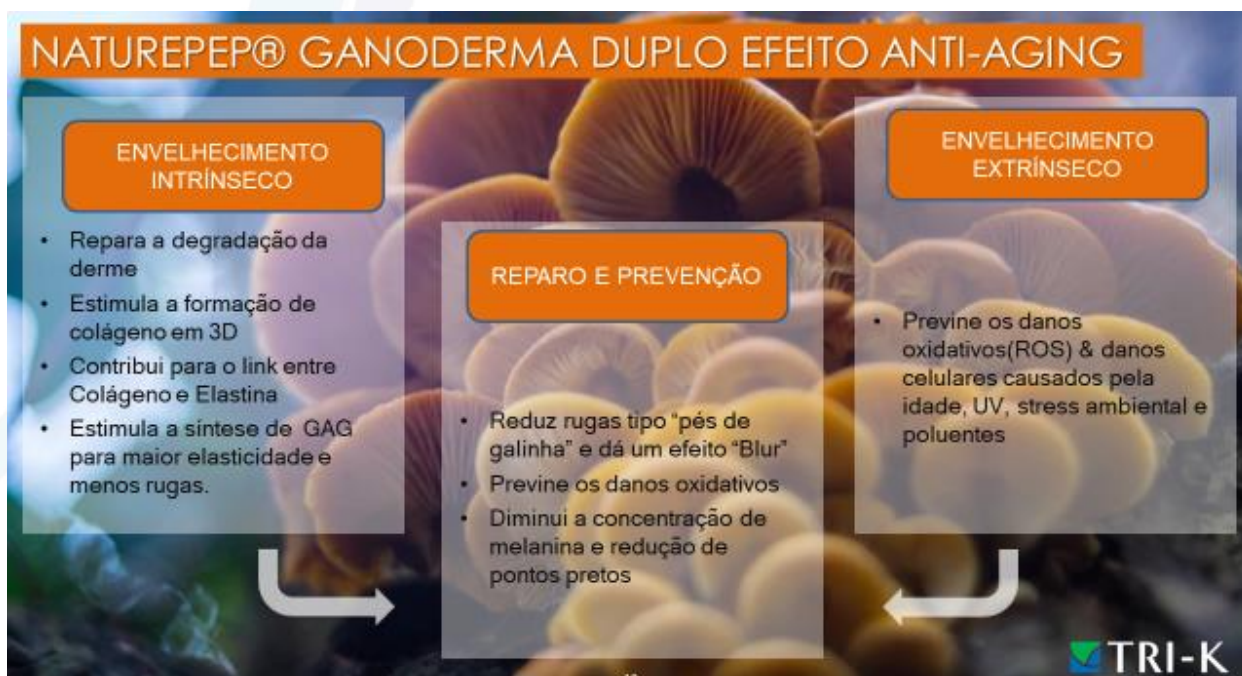 NATUREPEP® GANODERMA DUPLO EFEITO ANTI-AGING
ENVELHECIMENTO
INTRÍNSECO
• Repara a degradação da
derme
• Estimula a formação de
colágeno em 3D
• Contribui para o link entre
Colágeno e Elastina
• Estimula a síntese de GAG
para maior elasticidade e
menos rugas.
REPARO E PREVENÇÃO
• Reduz rugas tipo “pés de
galinha” e dá um efeito “Blur”
• Previne os danos oxidativos
• Diminui a concentração de
melanina e redução de
pontos pretos
ENVELHECIMENTO
EXTRÍNSECO
• Previne os danos
oxidativos(ROS) & danos
celulares causados pela
idade, UV, stress ambiental e
poluentes
TRI-K